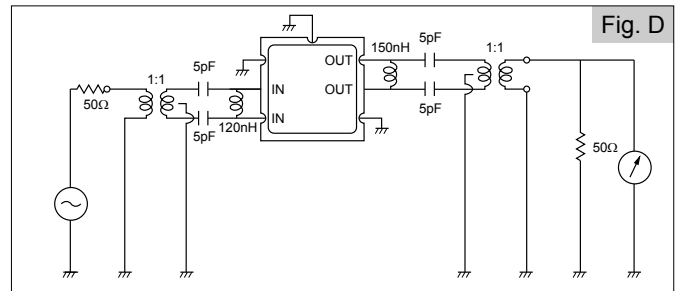 Fig. D
150nH
5pF
1:1
OUT
5pF
1:1
IN
OUT
50Ω
5pF
IN
5pF
120nH
50Ω